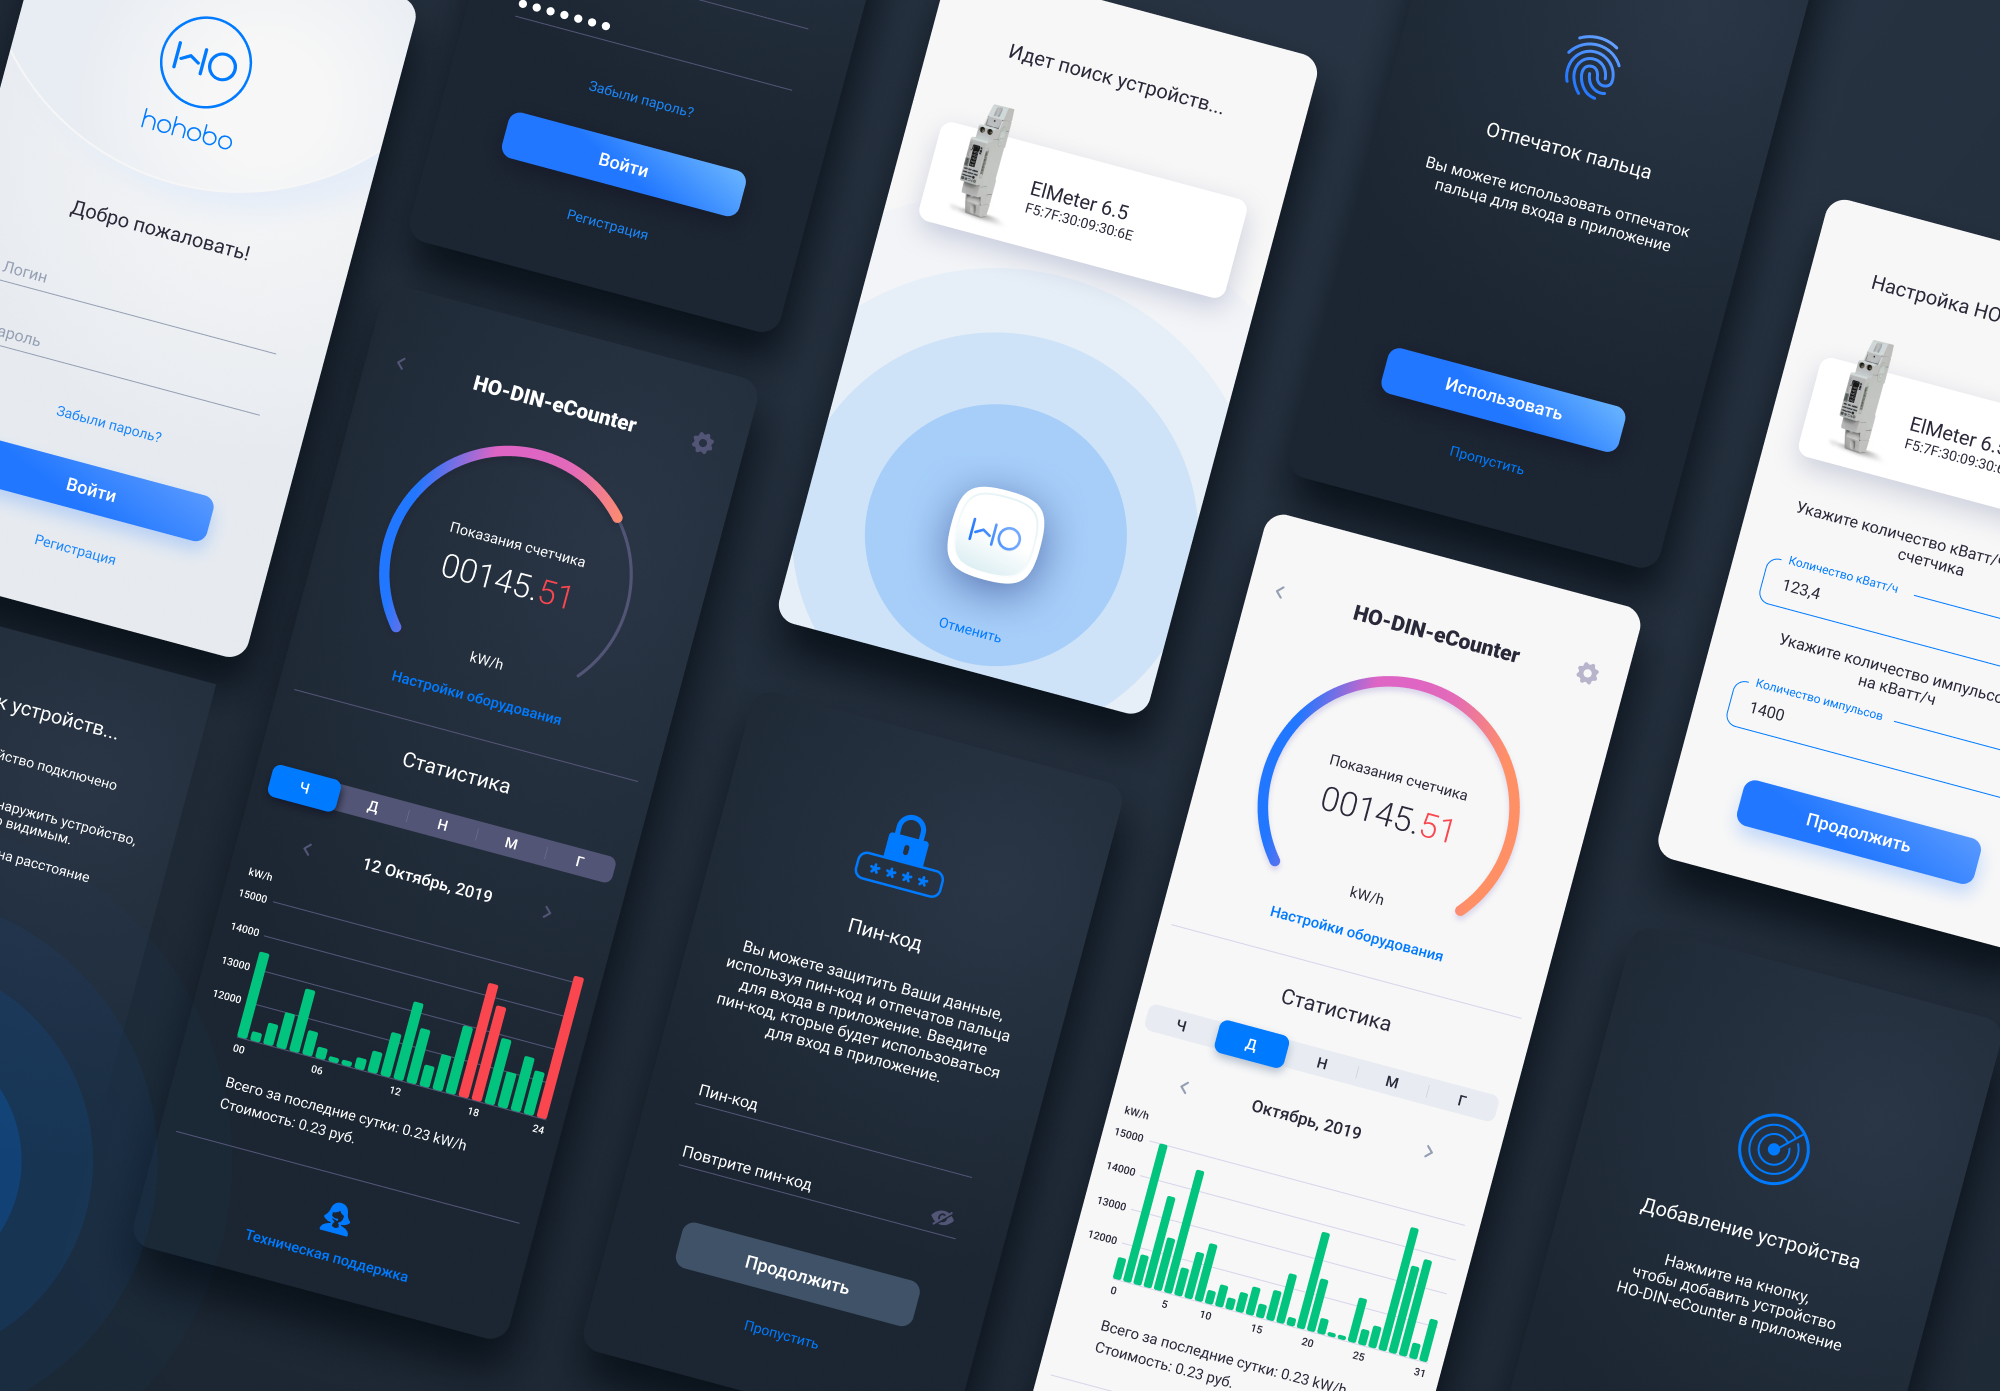 HO
hohobo
Добро пожаловать!
Логин
Забыли пароль?
Войти
Регистрация
Забыли пароль?
Войти
Регистрация
устройств...
подключено
устройство,
видимым.
на расстояние
HO-DIN-eCounter
Показания счетчика
00145.51
kW/h
Настройки оборудования
Статистика
Ч Д Н М Г
12 Октябрь, 2019
kW/h
15000
14000
13000
12000
00 06 12 18 24
Всего за последние сутки: 0.23 kW/h
Стоимость: 0.23 руб.
Техническая поддержка
Идет поиск устройств...
ElMeter 6.5
F5:7F:30:09:30:6E
HO
Отменить
Пин-код
Вы можете защитить Ваши данные,
используя пин-код и отпечатов пальца
для входа в приложение. Введите
пин-код, кторые будет использоваться
для вход в приложение.
Пин-код
Повтрите пин-код
Продолжить
Пропустить
Отпечаток пальца
Вы можете использовать отпечаток
пальца для входа в приложение
Использовать
Пропустить
HO-DIN-eCounter
Показания счетчика
00145.51
kW/h
Настройки оборудования
Статистика
Ч Д Н М Г
Октябрь, 2019
kW/h
15000
14000
13000
12000
0 5 10 15 20 25 31
Всего за последние сутки: 0.23 kW/h
Стоимость: 0.23 руб.
Настройка HO
ElMeter 6.5
F5:7F:30:09:30:6
Укажите количество кВатт/ч
счетчика
Количество кВатт/ч
123,4
Укажите количество импульсо
на кВатт/ч
Количество импульсов
1400
Продолжить
Добавление устройства
Нажмите на кнопку,
чтобы добавить устройство
HO-DIN-eCounter в приложение